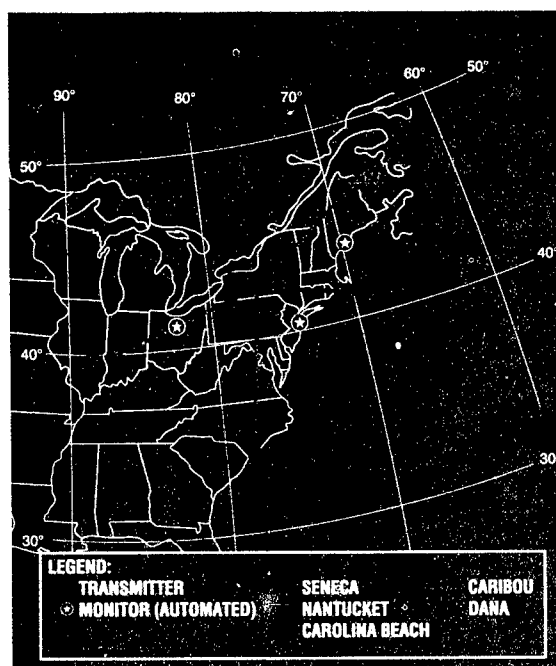 60° 50°
90° 80° 70°
50°
40°
40°
30°
30°
LEGEND:
TRANSMITTER SENECA CARIBOU
MONITOR (AUTOMATED) NANTUCKET DANA
CAROLINA BEACH